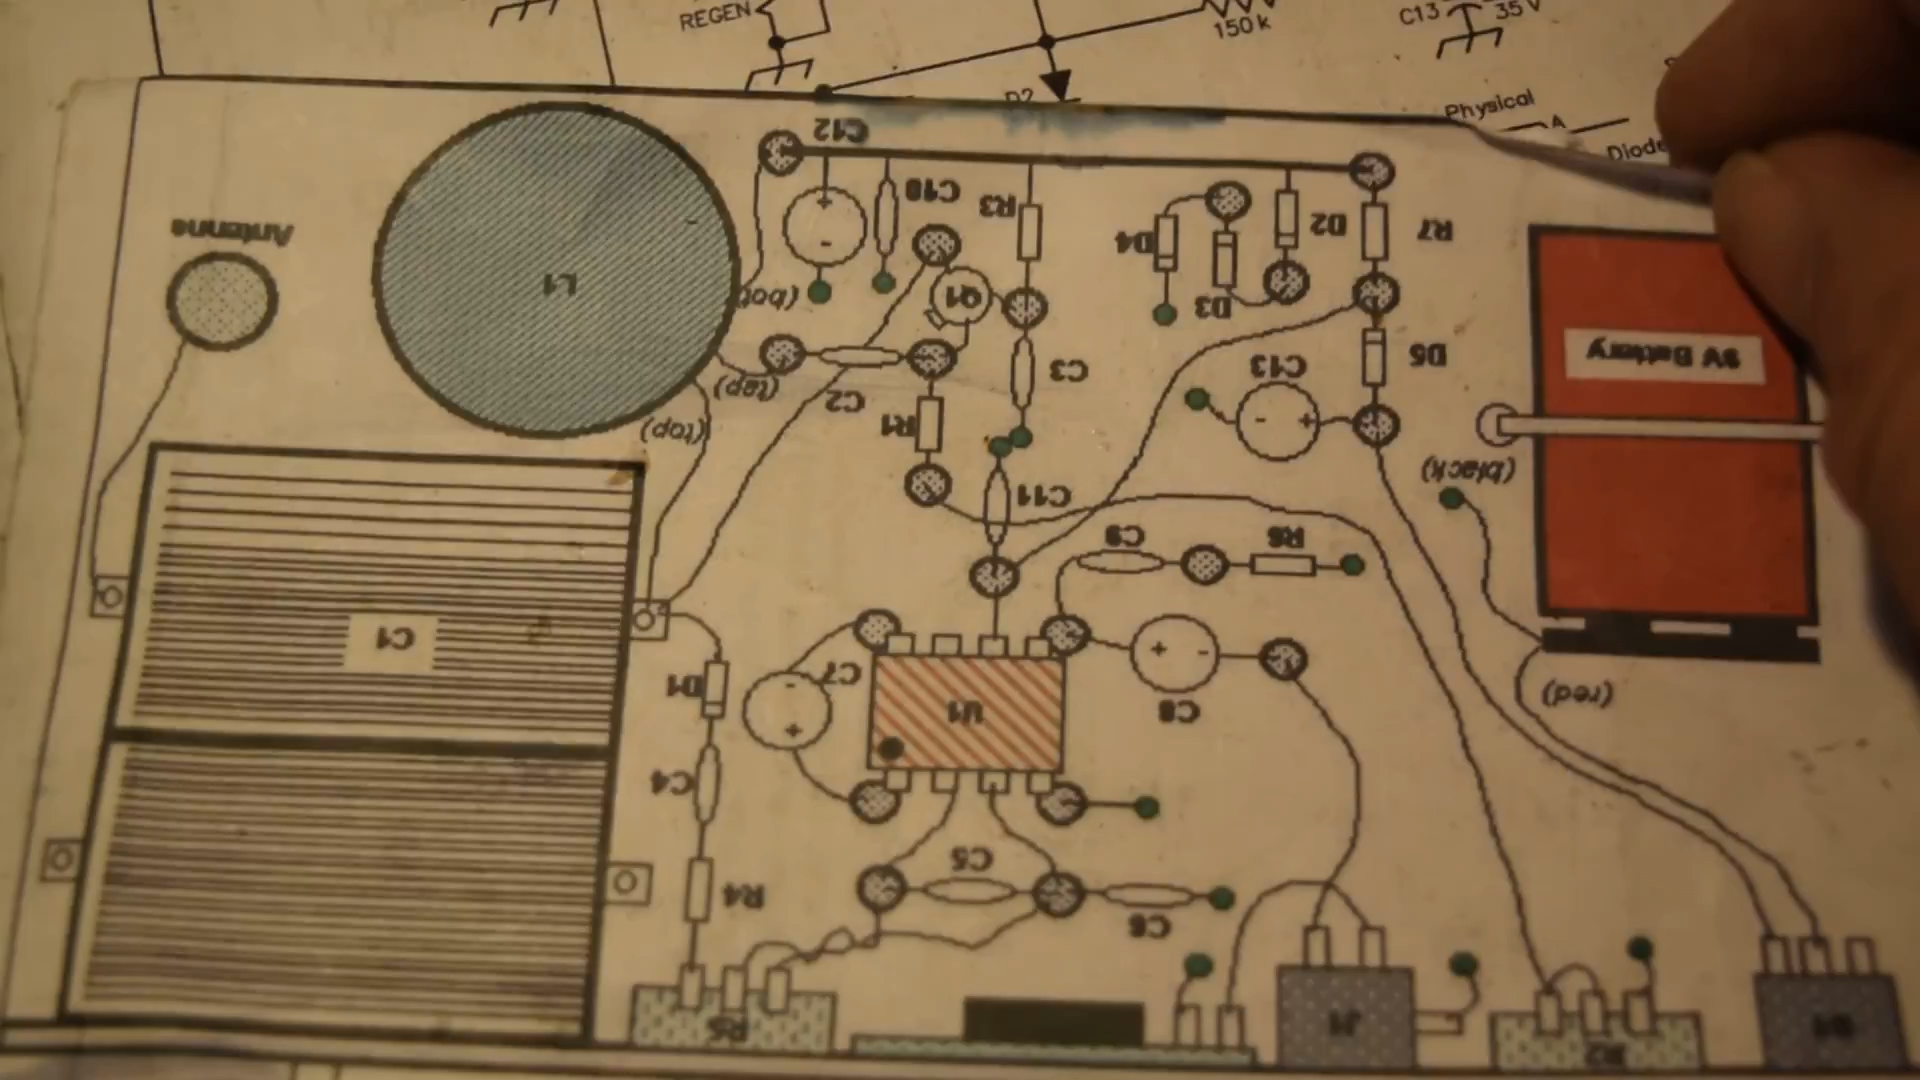 REGEN
150 k
C13
35V
D2
Physical
A
Diode
C12
C10
R3
D4
D2
R7
Antenna
L1
(bot)
Q1
D3
9V Battery
D5
C13
C3
(tap)
C2
R1
(top)
(black)
C11
C9
R6
C1
D1
C7
U1
C8
(red)
C4
C5
R4
C6
R5
J1
R2
S1